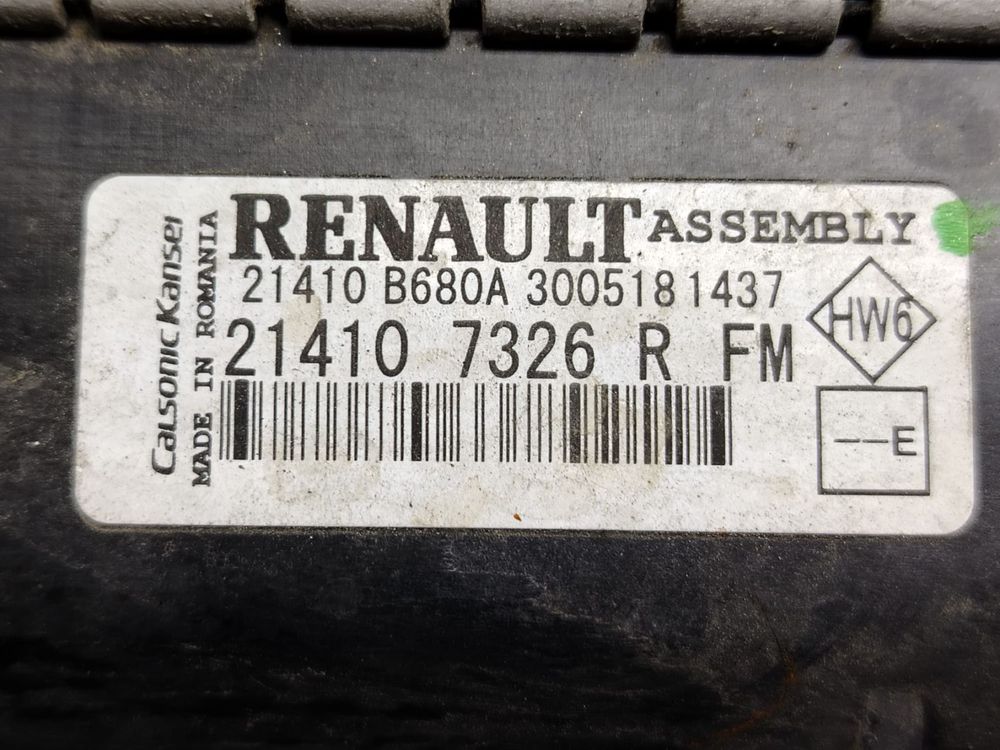 RENAULT ASSEMBLY
21410 B680A 3005181437
21410 7326 R FM
HW6
--E
Calsonic Kansei
MADE IN ROMANIA